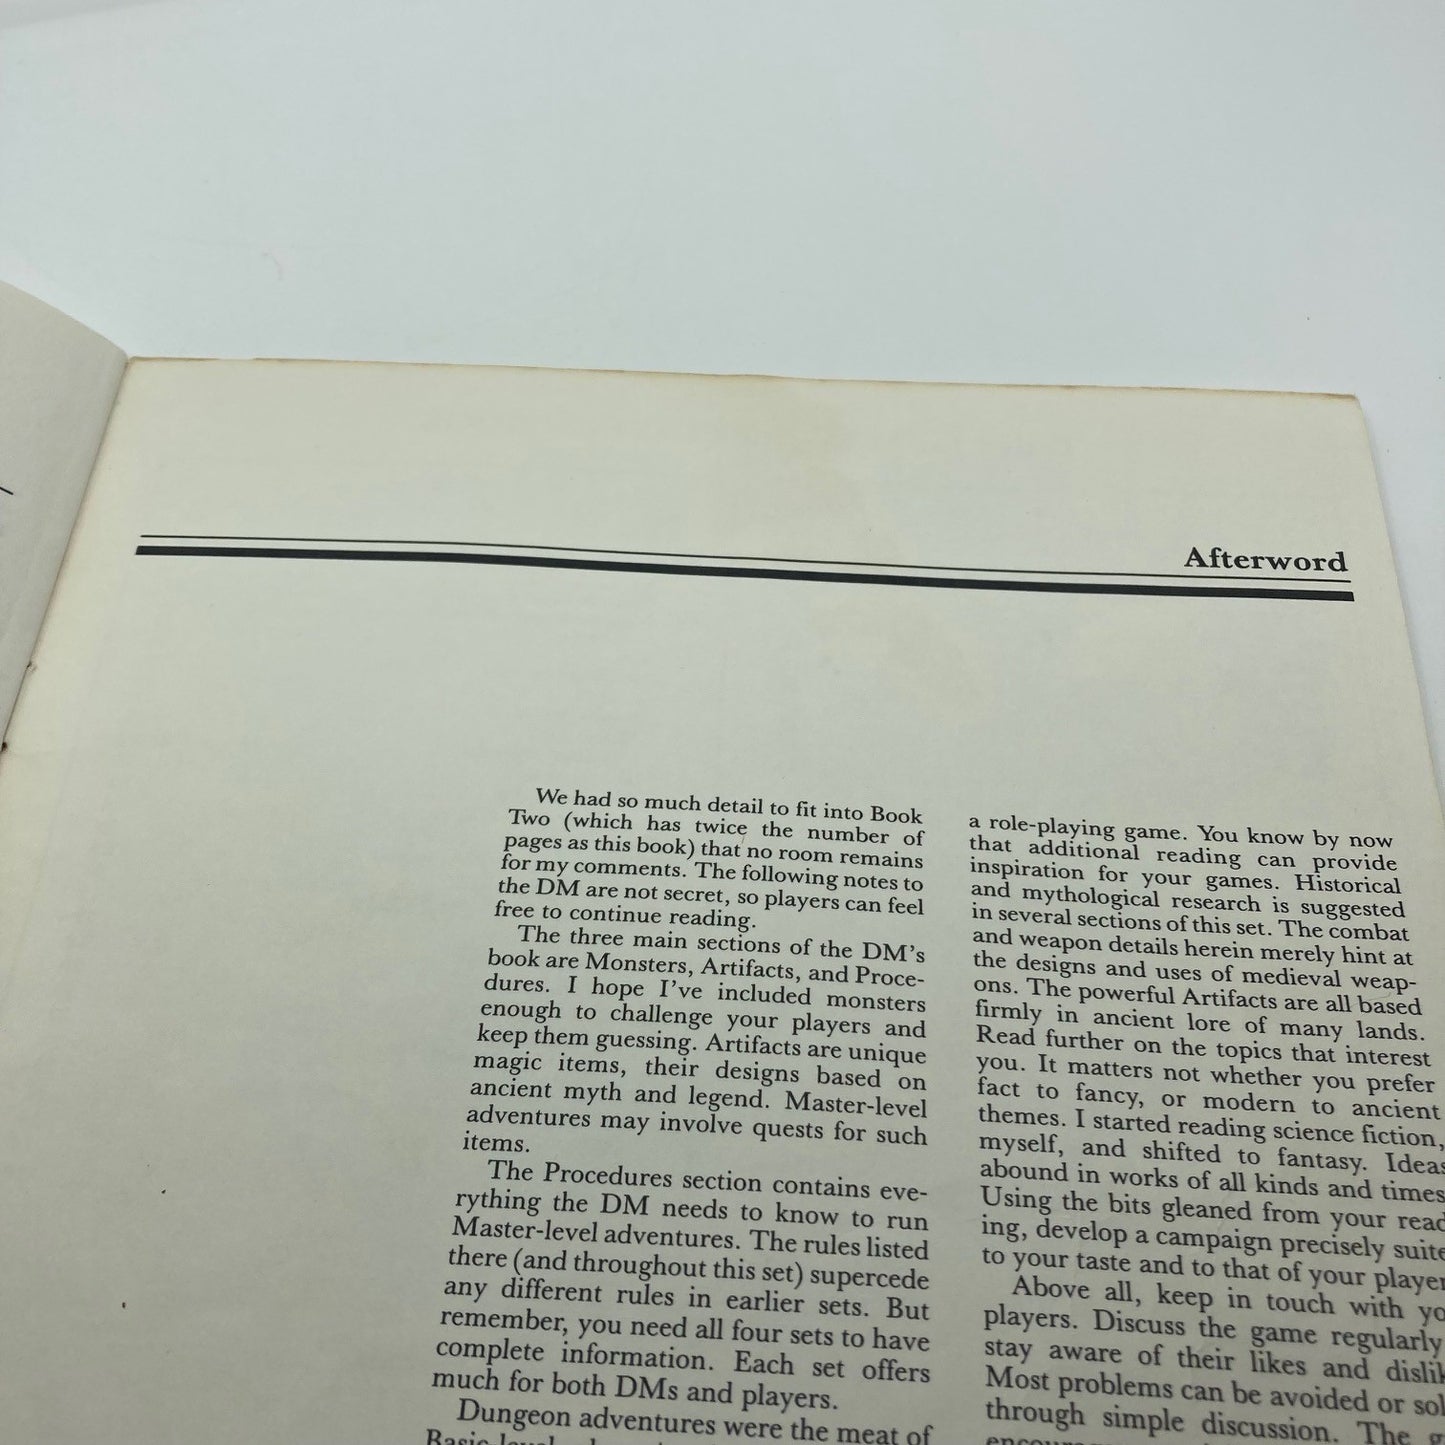 Afterword
We had so much detail to fit into Book
Two (which has twice the number of
pages as this book) that no room remains
for my comments. The following notes to
the DM are not secret, so players can feel
free to continue reading.
The three main sections of the DM's
book are Monsters, Artifacts, and Proce-
dures. I hope I've included monsters
enough to challenge your players and
keep them guessing. Artifacts are unique
magic items, their designs based on
ancient myth and legend. Master-level
adventures may involve quests for such
items.
The Procedures section contains eve-
rything the DM needs to know to run
Master-level adventures. The rules listed
there (and throughout this set) supercede
any different rules in earlier sets. But
remember, you need all four sets to have
complete information. Each set offers
much for both DMs and players.
Dungeon adventures were the meat of
a role-playing game. You know by now
that additional reading can provide
inspiration for your games. Historical
and mythological research is suggested
in several sections of this set. The combat
and weapon details herein merely hint at
the designs and uses of medieval weap-
ons. The powerful Artifacts are all based
firmly in ancient lore of many lands.
Read further on the topics that interest
you. It matters not whether you prefer
fact to fancy, or modern to ancient
themes. I started reading science fiction,
myself, and shifted to fantasy. Ideas
abound in works of all kinds and times
Using the bits gleaned from your read
ing, develop a campaign precisely suite
to your taste and to that of your player
Above all, keep in touch with yo
players. Discuss the game regularly
stay aware of their likes and dislik
Most problems can be avoided or sol
through simple discussion. The g